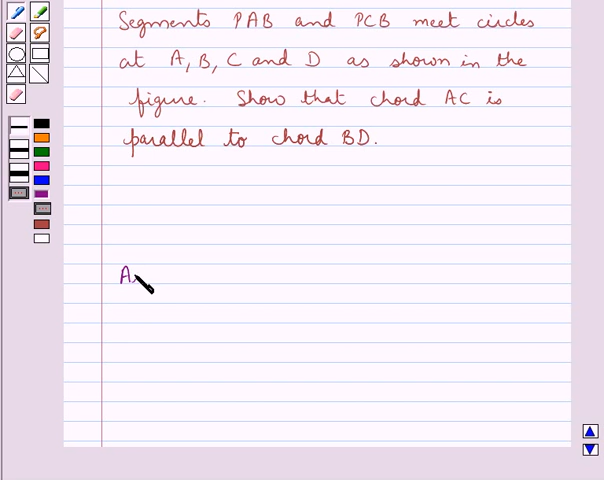 Segments PAB and PCB meet circles
at A, B, C and D as shown in the
figure. Show that chord AC is
parallel to chord BD.
A